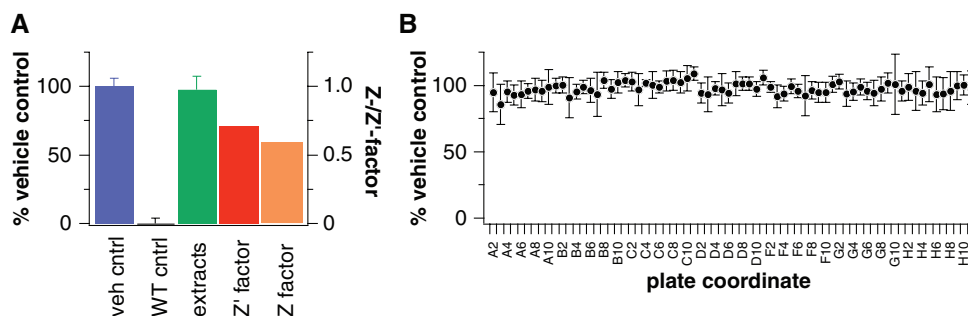 A
% vehicle control
100
50
0
1.0
0.5
0
Z-/Z'-factor
veh cntrl
WT cntrl
extracts
Z' factor
Z factor
B
% vehicle control
100
50
0
A2
A4
A6
A8
A10
B2
B4
B6
B8
B10
C2
C4
C6
C8
C10
D2
D4
D6
D8
D10
F2
F4
F6
F8
F10
G2
G4
G6
G8
G10
H2
H4
H6
H8
H10
plate coordinate